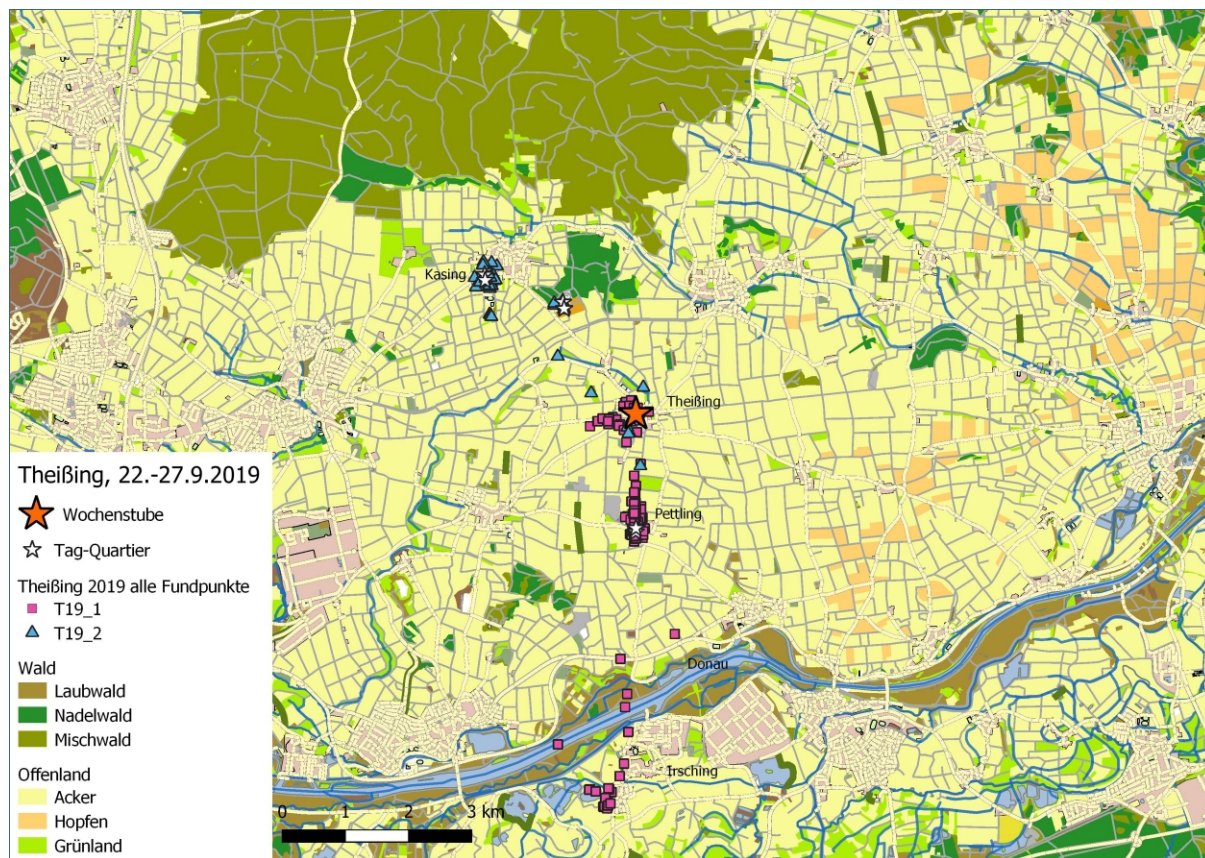 Kasing
Theißing
Pettling
Donau
Irsching
Theißing, 22.-27.9.2019
Wochenstube
Tag-Quartier
Theißing 2019 alle Fundpunkte
T19_1
T19_2
Wald
Laubwald
Nadelwald
Mischwald
Offenland
Acker
Hopfen
Grünland
0 1 2 3 km